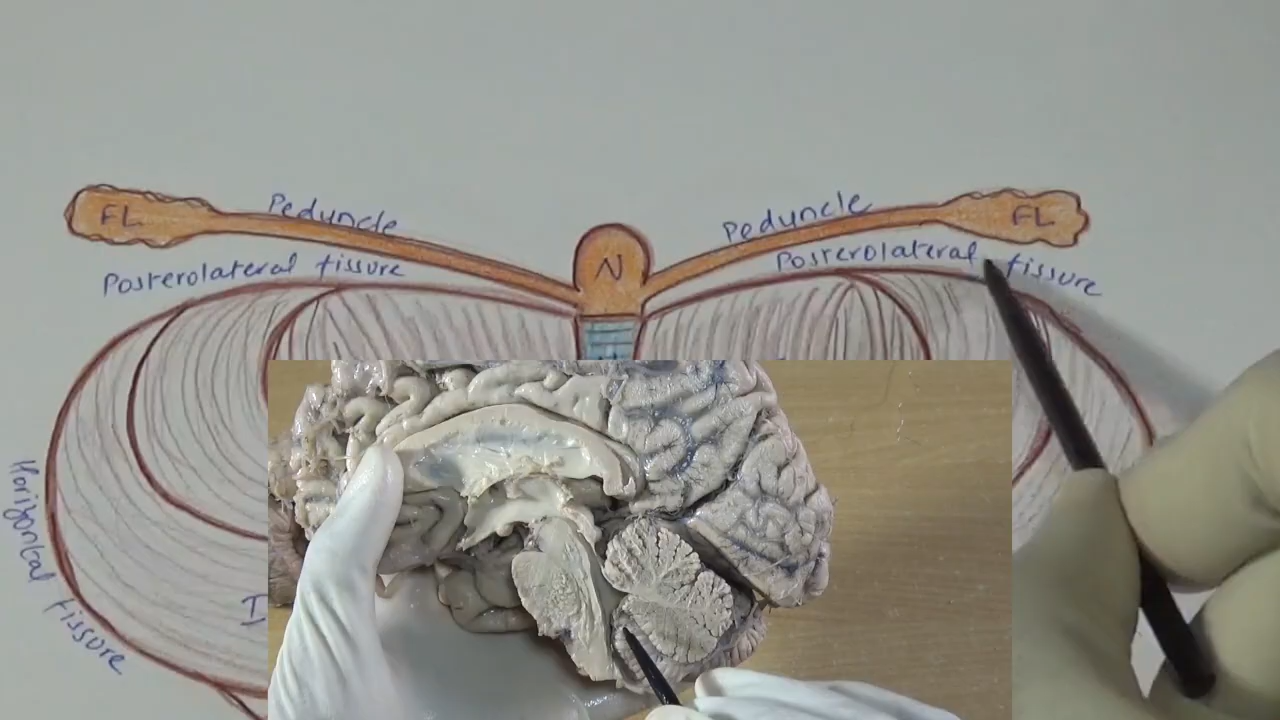 FL
Peduncle
Peduncle
FL
N
Posterolateral fissure
Posterolateral fissure
Horizontal fissure